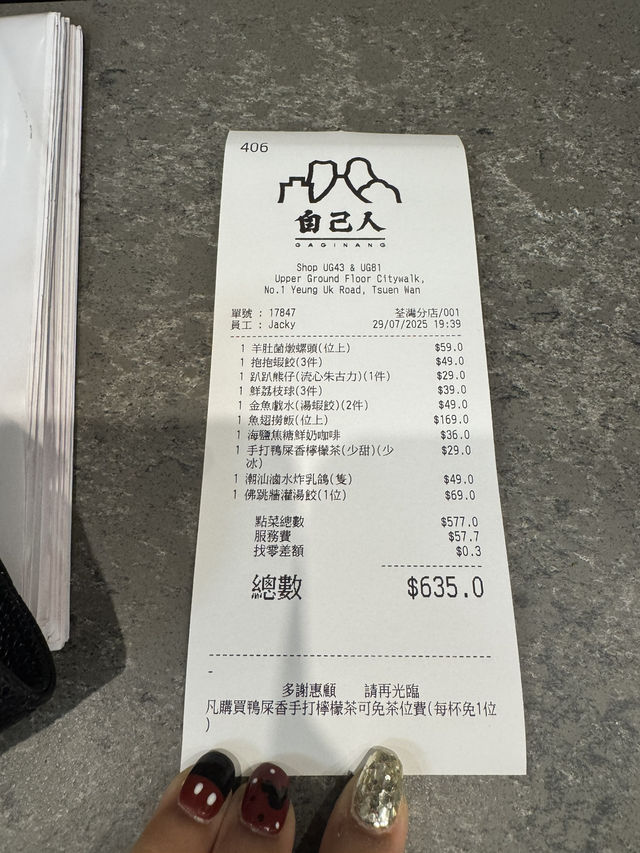 406
自己人
GAGINANG
Shop UG43 & UG81
Upper Ground Floor Citywalk,
No.1 Yeung Uk Road, Tsuen Wan
單號 : 17847 荃灣分店/001
員工 : Jacky 29/07/2025 19:39
1 羊肚菌燉螺頭(位上) $59.0
1 抱抱蝦餃(3件) $49.0
1 趴趴熊仔(流心朱古力)(1件) $29.0
1 鮮荔枝球(3件) $39.0
1 金魚戲水(湯蝦餃)(2件) $49.0
1 魚翅撈飯(位上) $169.0
1 海鹽焦糖鮮奶咖啡 $36.0
1 手打鴨屎香檸檬茶(少甜)(少 $29.0
冰)
1 潮汕滷水炸乳鴿(隻) $49.0
1 佛跳牆灌湯餃(1位) $69.0
點菜總數 $577.0
服務費 $57.7
找零差額 $0.3
總數 $635.0
-
多謝惠顧 請再光臨
凡購買鴨屎香手打檸檬茶可免茶位費(每杯免1位
)